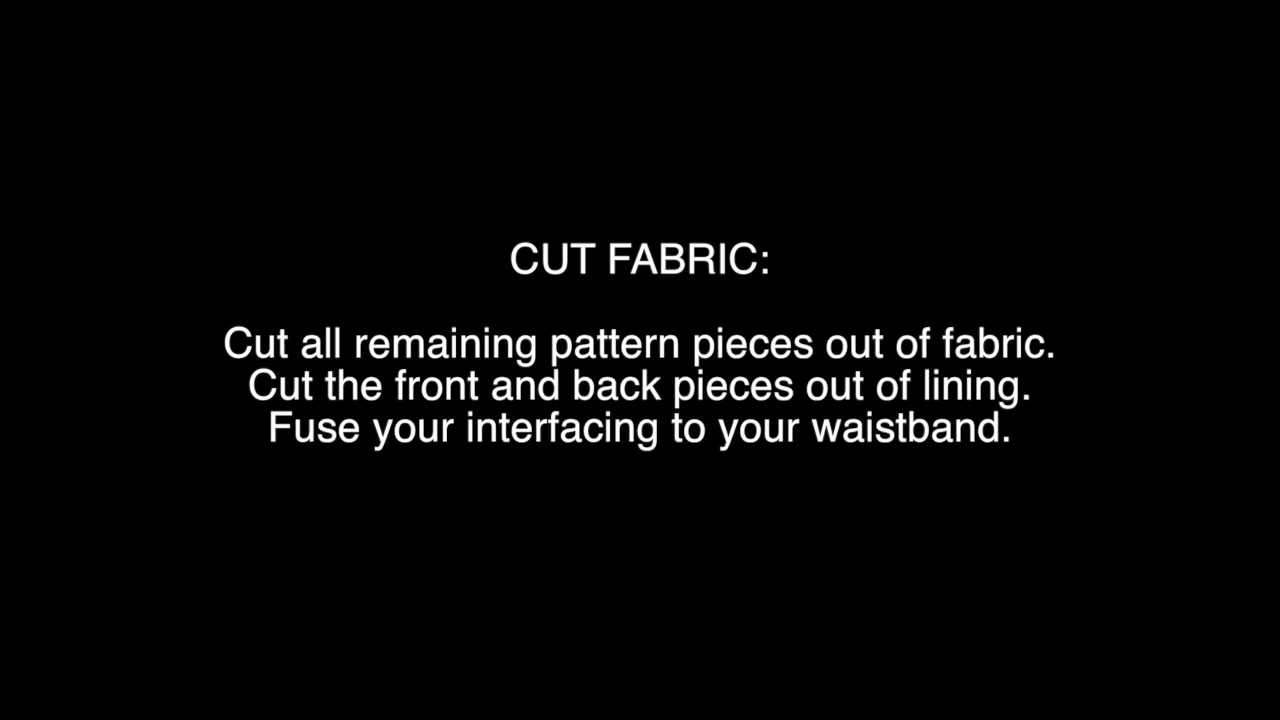 CUT FABRIC:
Cut all remaining pattern pieces out of fabric.
Cut the front and back pieces out of lining.
Fuse your interfacing to your waistband.